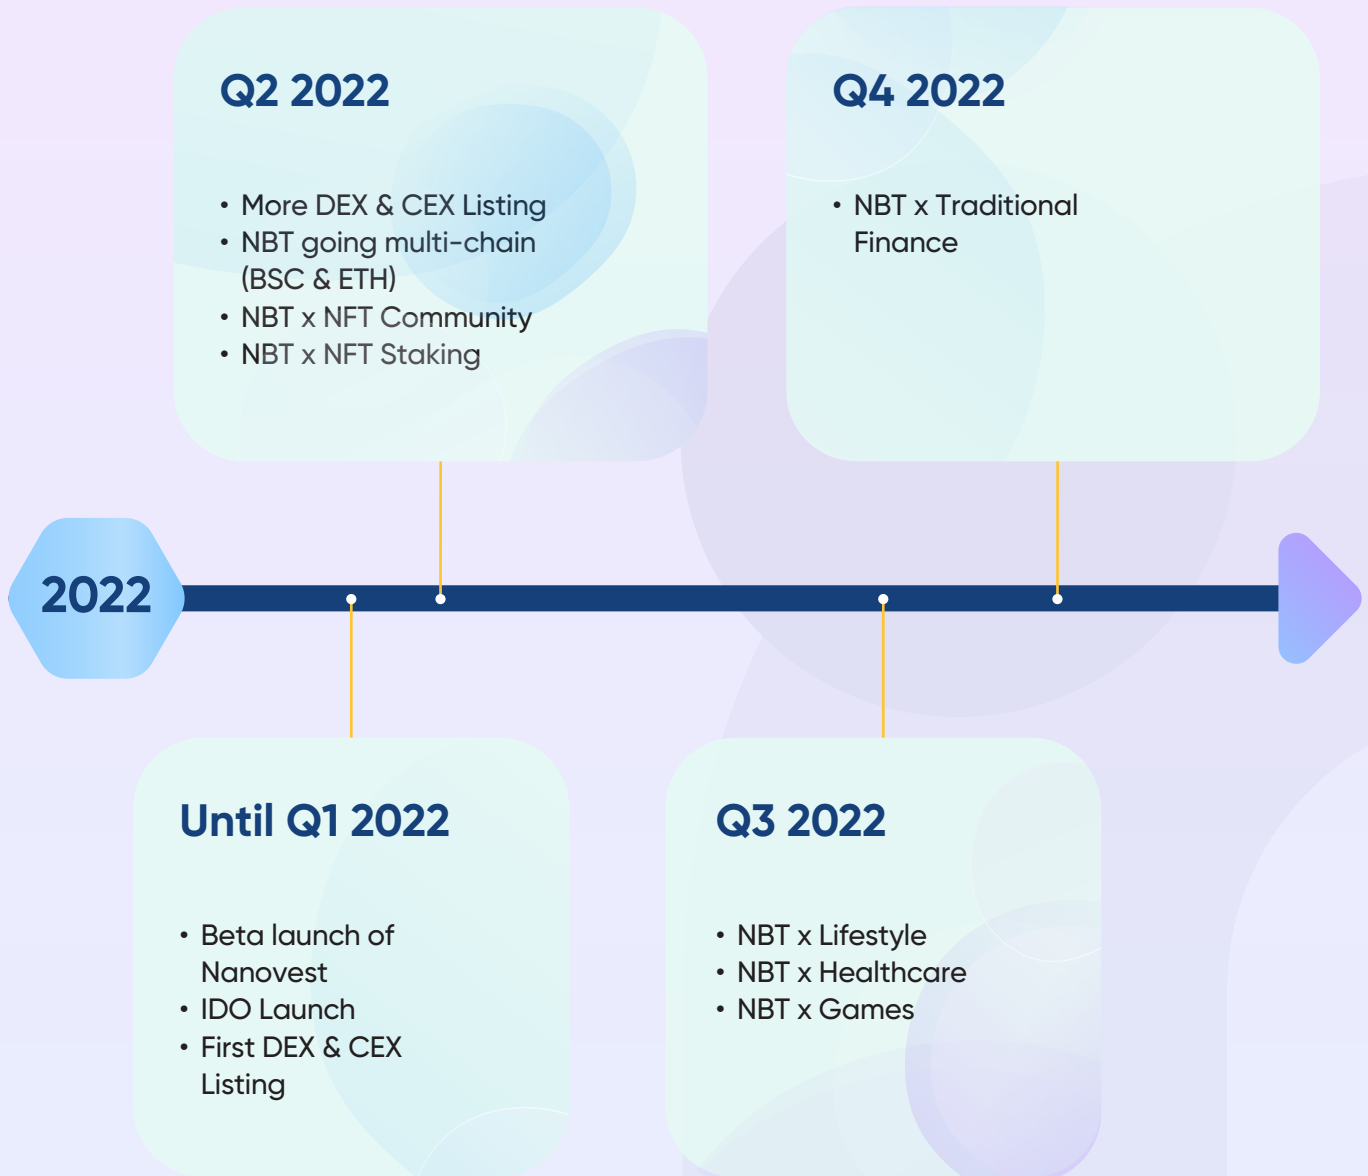 Q2 2022
• More DEX & CEX Listing
• NBT going multi-chain
(BSC & ETH)
• NBT x NFT Community
• NBT x NFT Staking
Q4 2022
• NBT x Traditional
Finance
2022
Until Q1 2022
• Beta launch of
Nanovest
• IDO Launch
• First DEX & CEX
Listing
Q3 2022
• NBT x Lifestyle
• NBT x Healthcare
• NBT x Games